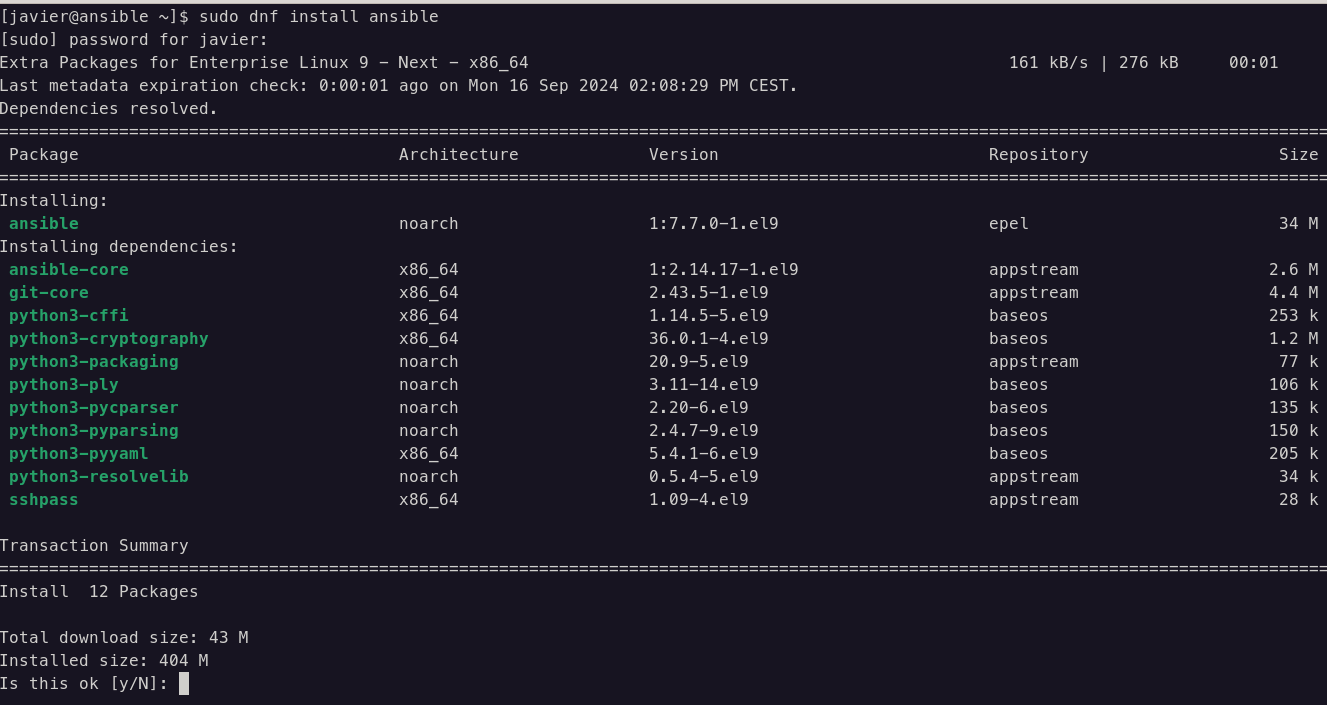 [javier@ansible ~]$ sudo dnf install ansible
[sudo] password for javier:
Extra Packages for Enterprise Linux 9 - Next - x86_64 161 kB/s | 276 kB 00:01
Last metadata expiration check: 0:00:01 ago on Mon 16 Sep 2024 02:08:29 PM CEST.
Dependencies resolved.
Package Architecture Version Repository Size
Installing:
ansible noarch 1:7.7.0-1.el9 epel 34 M
Installing dependencies:
ansible-core x86_64 1:2.14.17-1.el9 appstream 2.6 M
git-core x86_64 2.43.5-1.el9 appstream 4.4 M
python3-cffi x86_64 1.14.5-5.el9 baseos 253 k
python3-cryptography x86_64 36.0.1-4.el9 baseos 1.2 M
python3-packaging noarch 20.9-5.el9 appstream 77 k
python3-ply noarch 3.11-14.el9 baseos 106 k
python3-pycparser noarch 2.20-6.el9 baseos 135 k
python3-pyparsing noarch 2.4.7-9.el9 baseos 150 k
python3-pyyaml x86_64 5.4.1-6.el9 baseos 205 k
python3-resolvelib noarch 0.5.4-5.el9 appstream 34 k
sshpass x86_64 1.09-4.el9 appstream 28 k
Transaction Summary
Install 12 Packages
Total download size: 43 M
Installed size: 404 M
Is this ok [y/N]: